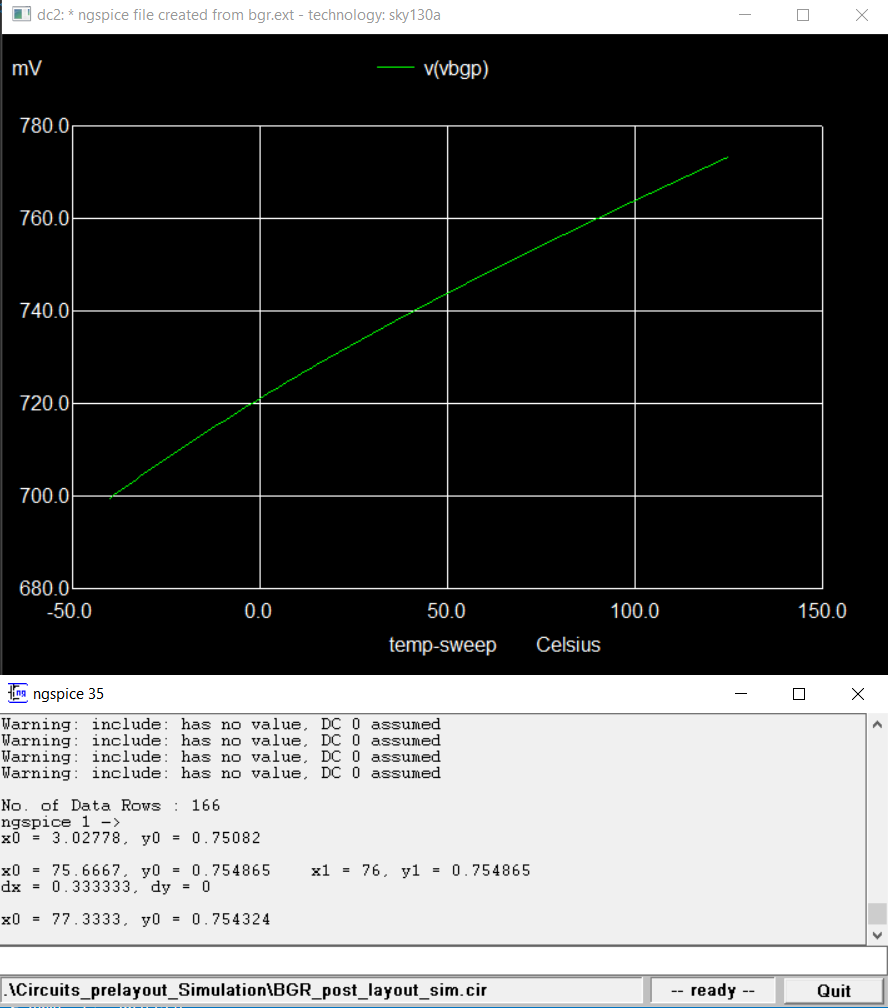 dc2: * ngspice file created from bgr.ext - technology: sky130a
mV
v(vbgp)
780.0
760.0
740.0
720.0
700.0
680.0
-50.0 0.0 50.0 100.0 150.0
temp-sweep Celsius
ngspice 35
Warning: include: has no value, DC 0 assumed
Warning: include: has no value, DC 0 assumed
Warning: include: has no value, DC 0 assumed
Warning: include: has no value, DC 0 assumed
No. of Data Rows : 166
ngspice 1 ->
x0 = 3.02778, y0 = 0.75082
x0 = 75.6667, y0 = 0.754865 x1 = 76, y1 = 0.754865
dx = 0.333333, dy = 0
x0 = 77.3333, y0 = 0.754324
.\Circuits_prelayout_Simulation\BGR_post_layout_sim.cir -- ready -- Quit